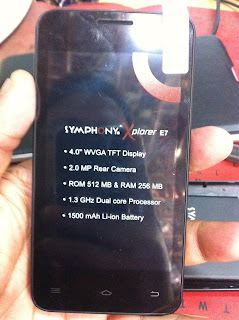 SYMPHONY Xplorer E7
• 4.0" WVGA TFT Display
• 2.0 MP Rear Camera
• ROM 512 MB & RAM 256 MB
• 1.3 GHz Dual core Processor
• 1500 mAh Li-ion Battery